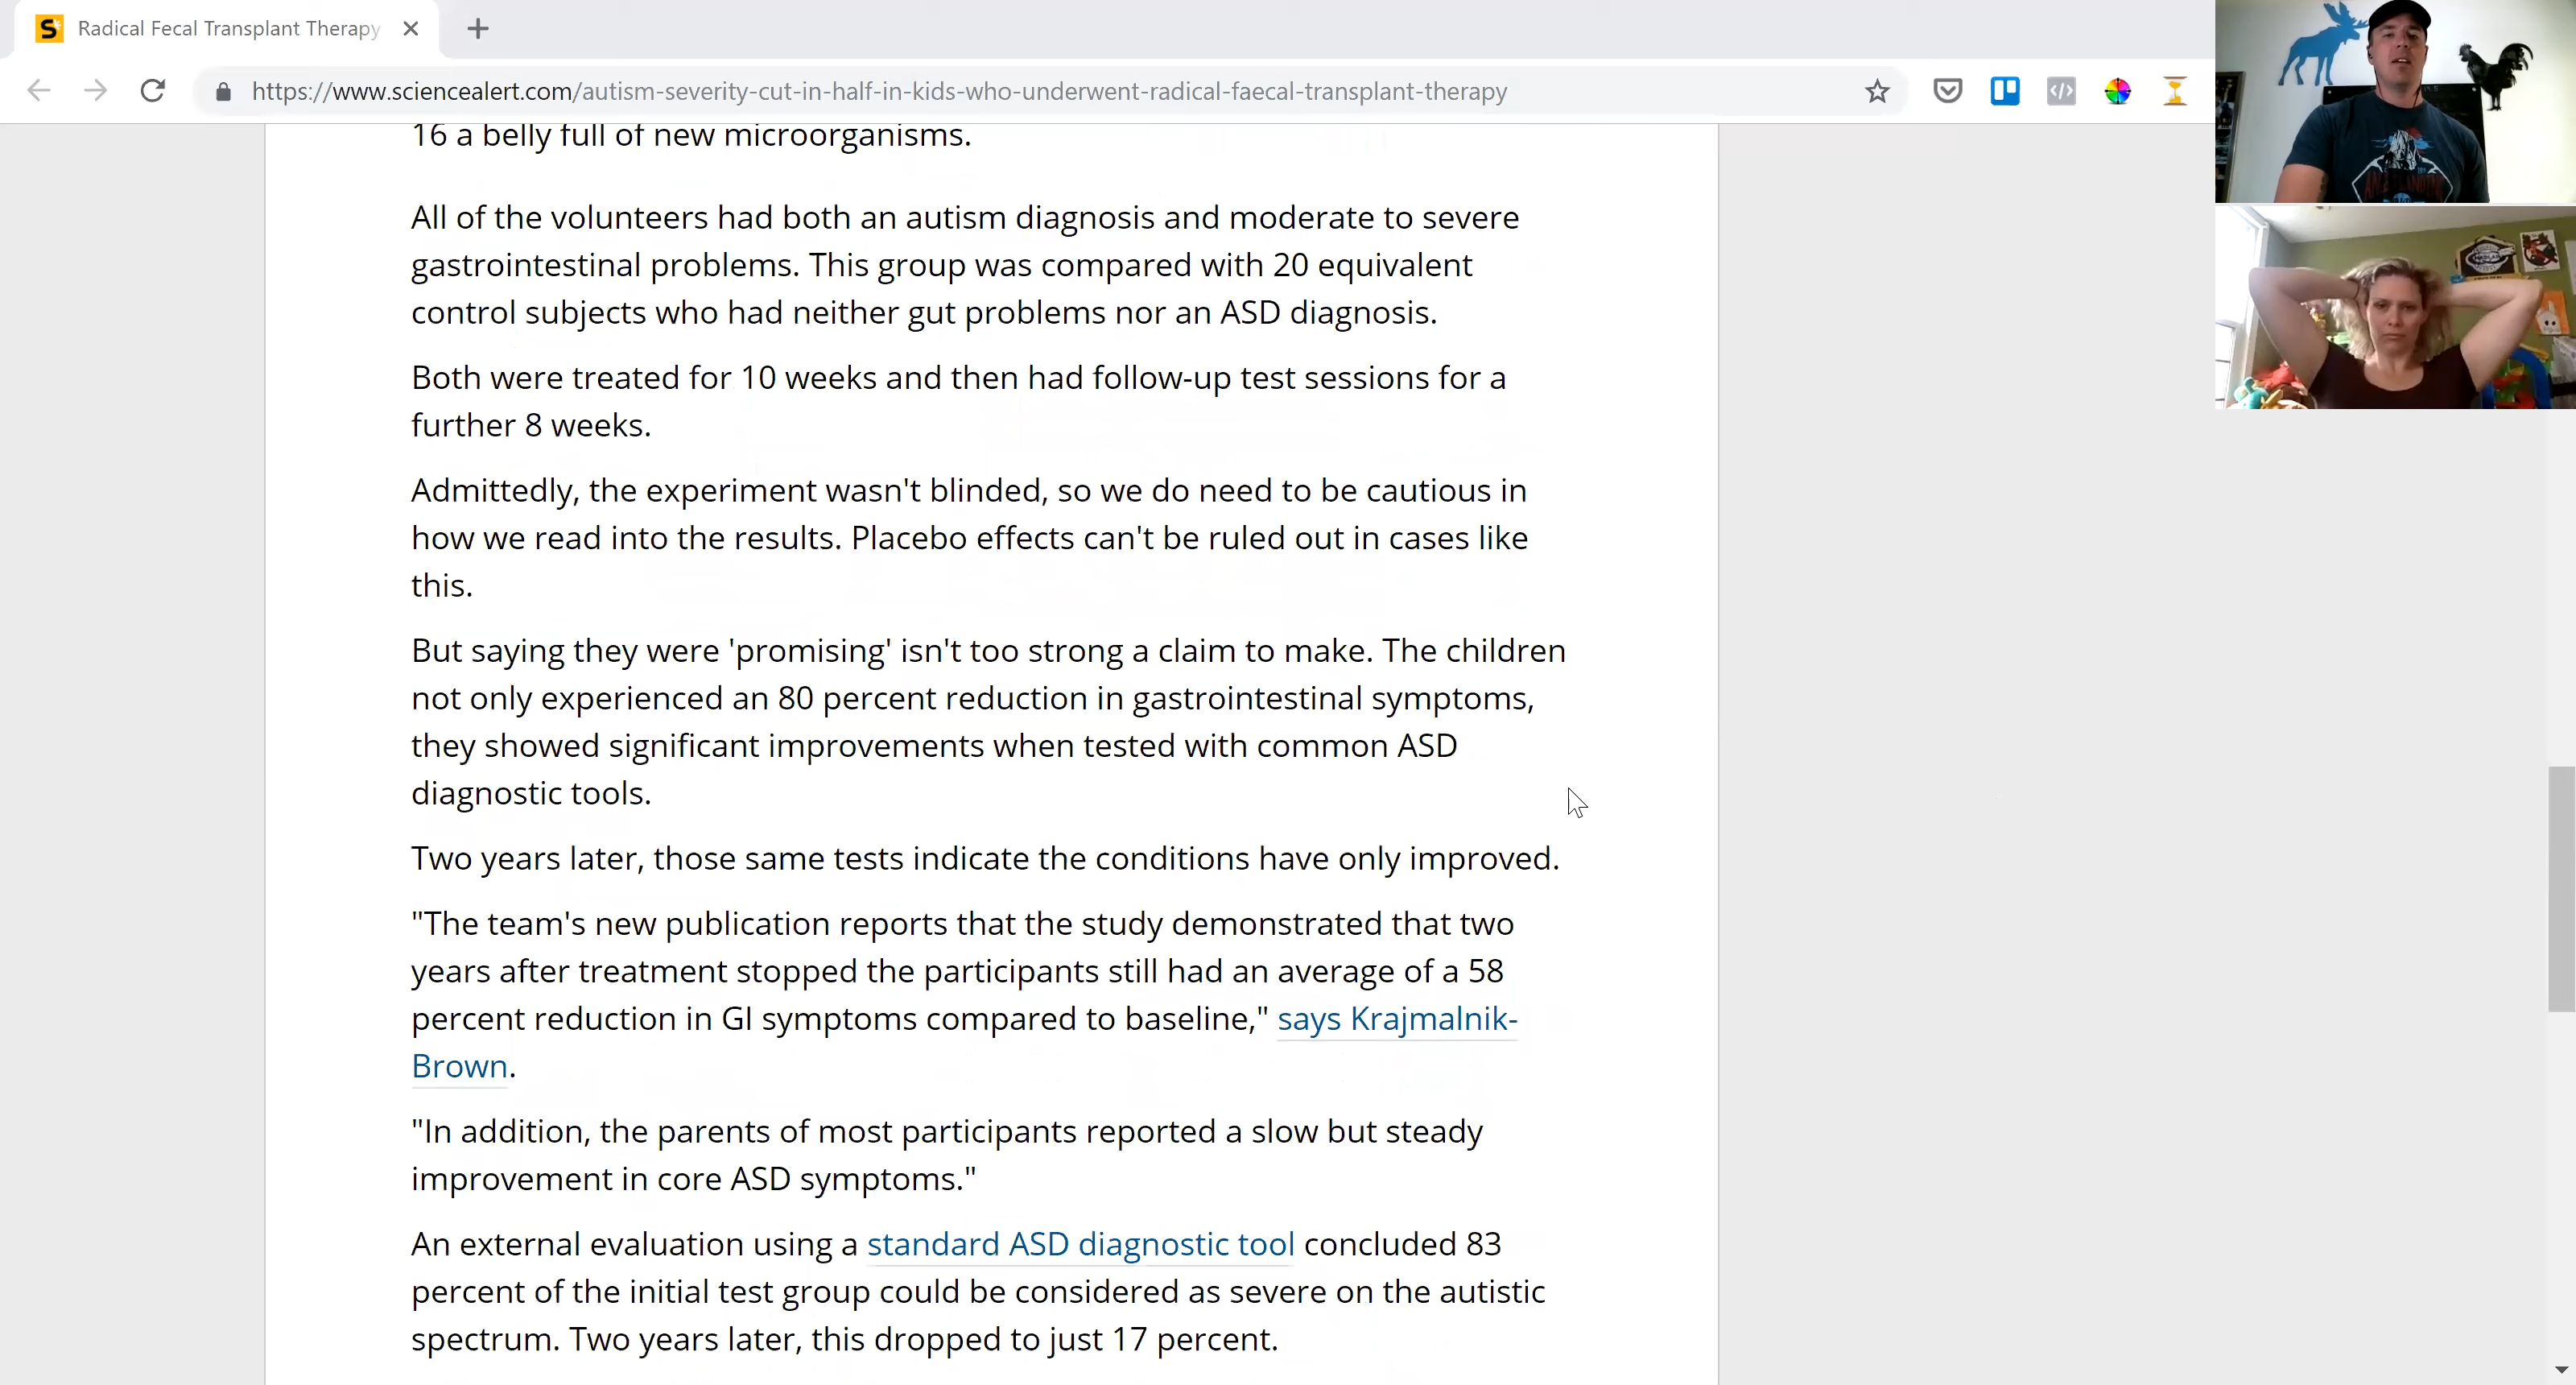 Radical Fecal Transplant Therapy
https://www.sciencealert.com/autism-severity-cut-in-half-in-kids-who-underwent-radical-faecal-transplant-therapy
16 a belly full of new microorganisms.
All of the volunteers had both an autism diagnosis and moderate to severe
gastrointestinal problems. This group was compared with 20 equivalent
control subjects who had neither gut problems nor an ASD diagnosis.
Both were treated for 10 weeks and then had follow-up test sessions for a
further 8 weeks.
Admittedly, the experiment wasn't blinded, so we do need to be cautious in
how we read into the results. Placebo effects can't be ruled out in cases like
this.
But saying they were 'promising' isn't too strong a claim to make. The children
not only experienced an 80 percent reduction in gastrointestinal symptoms,
they showed significant improvements when tested with common ASD
diagnostic tools.
Two years later, those same tests indicate the conditions have only improved.
"The team's new publication reports that the study demonstrated that two
years after treatment stopped the participants still had an average of a 58
percent reduction in GI symptoms compared to baseline," says Krajmalnik-
Brown.
"In addition, the parents of most participants reported a slow but steady
improvement in core ASD symptoms."
An external evaluation using a standard ASD diagnostic tool concluded 83
percent of the initial test group could be considered as severe on the autistic
spectrum. Two years later, this dropped to just 17 percent.